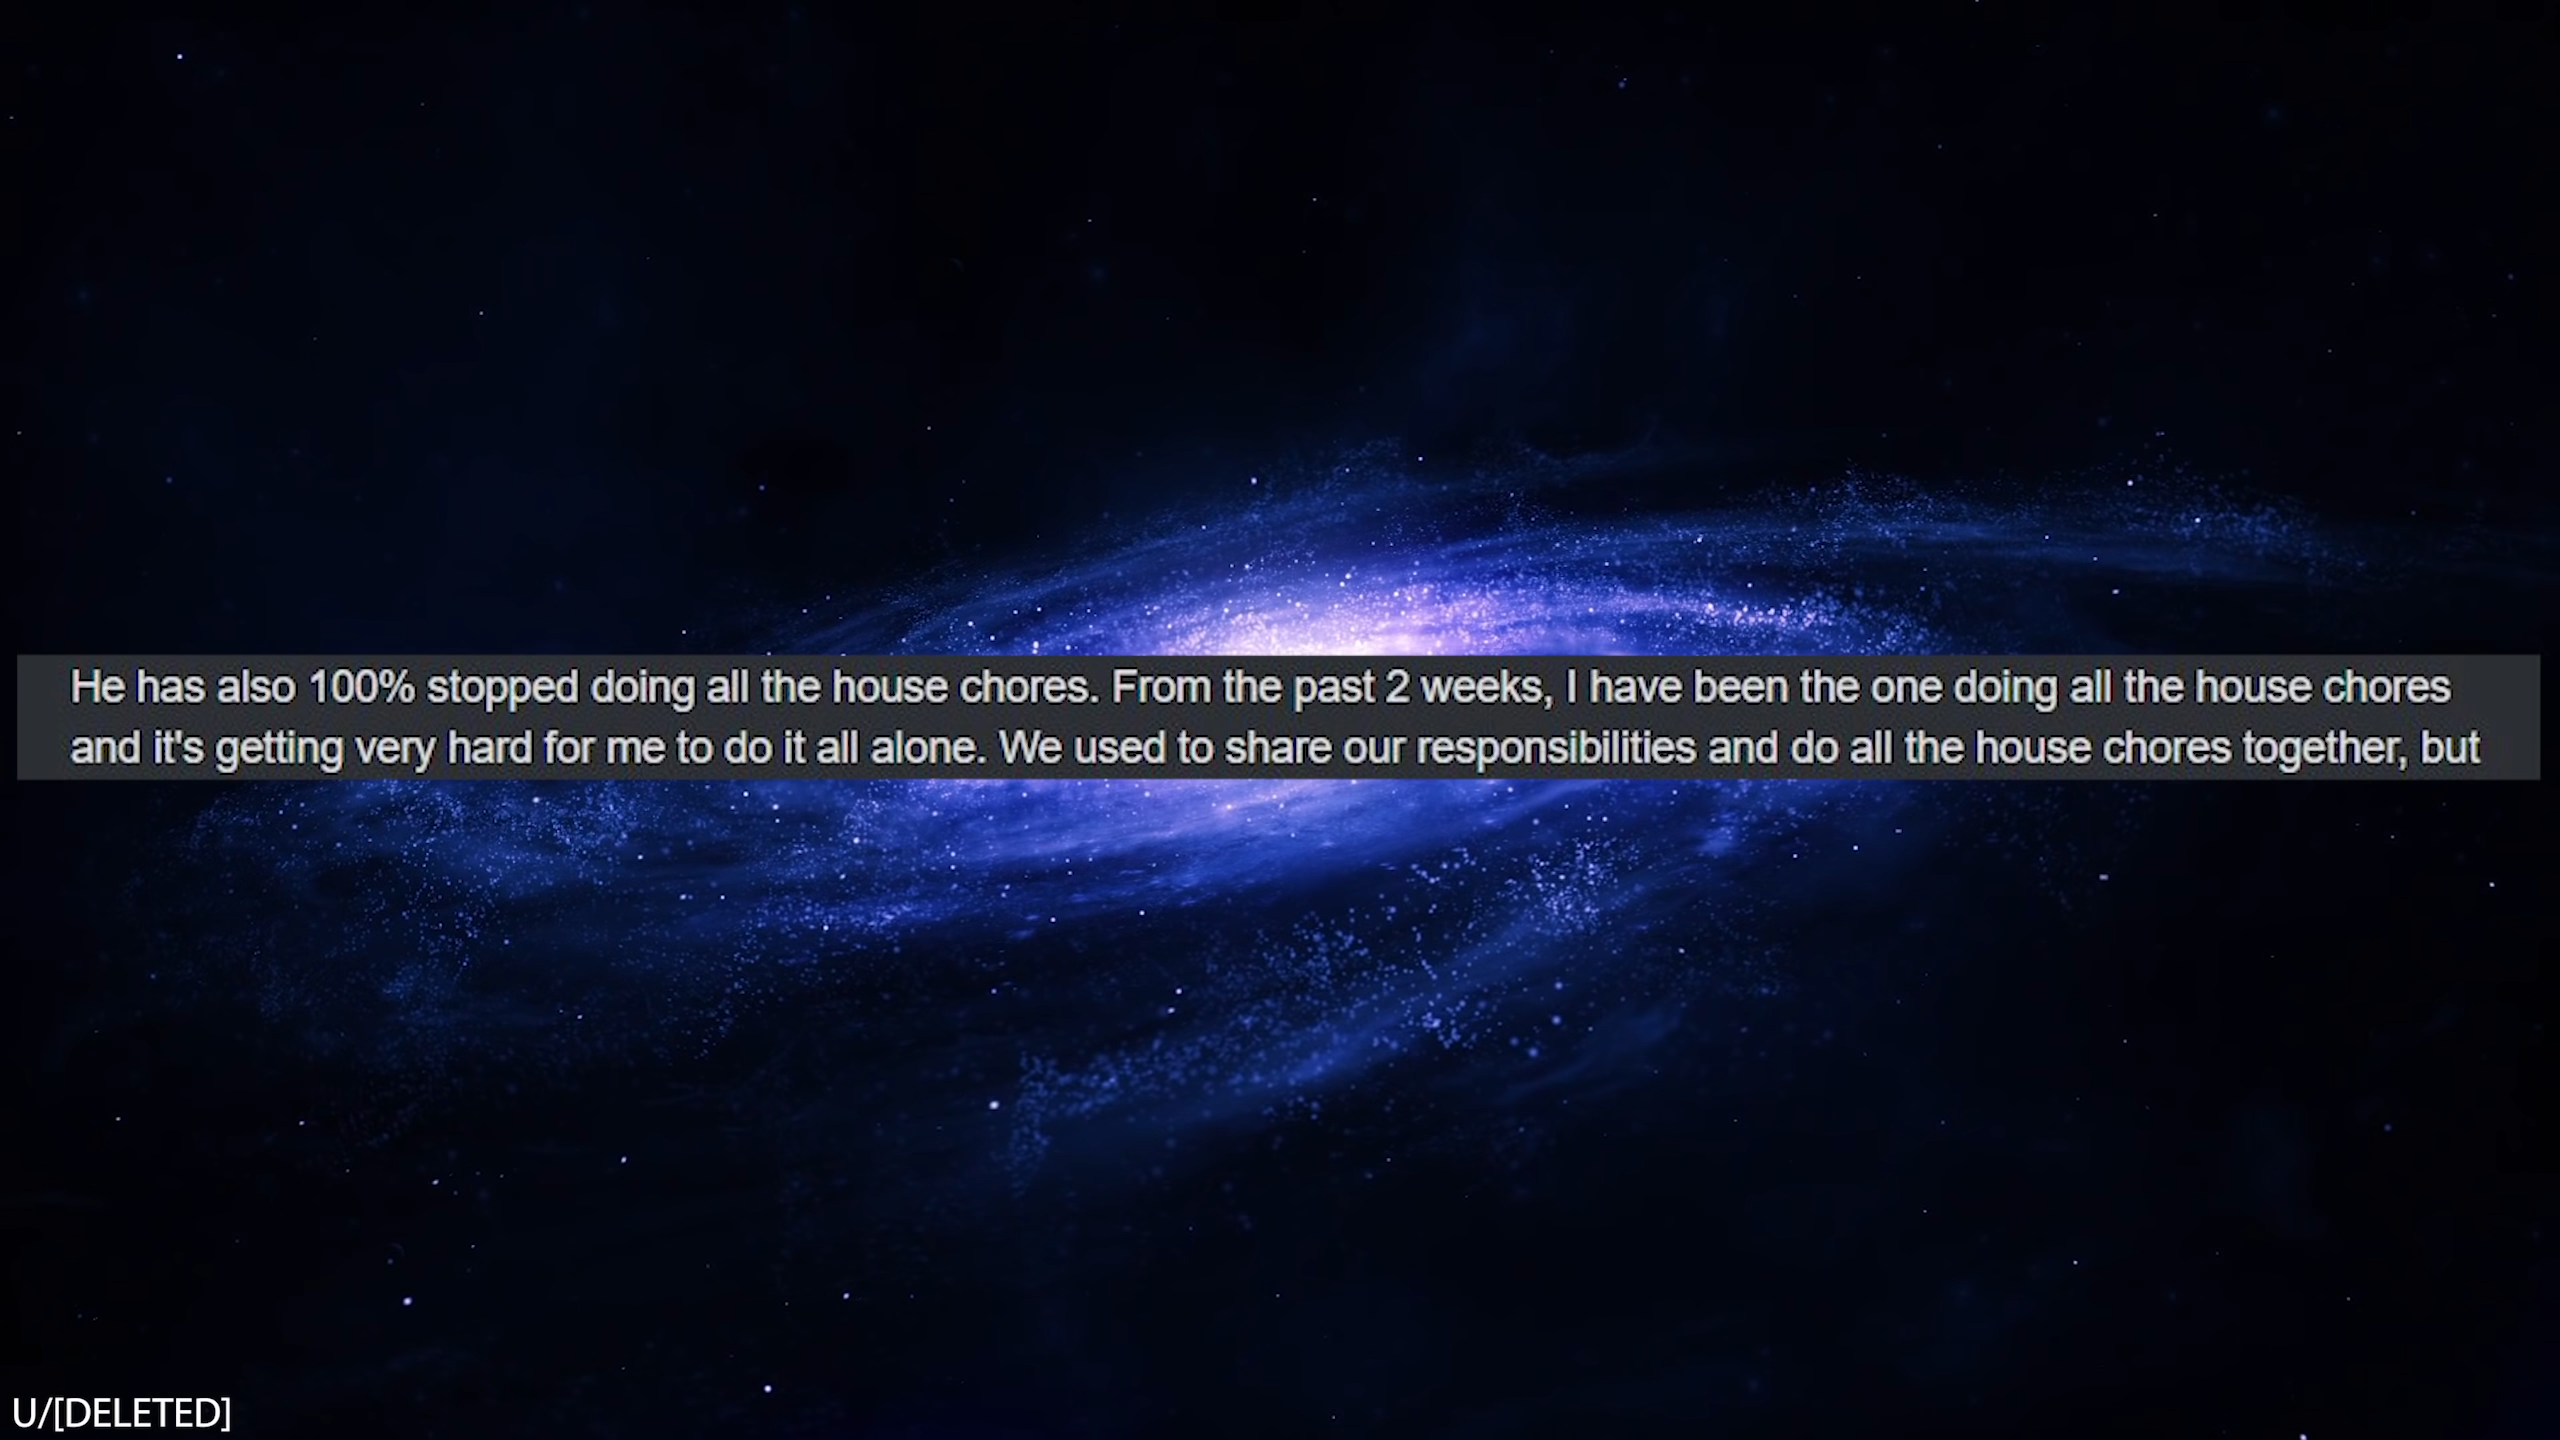 He has also 100% stopped doing all the house chores. From the past 2 weeks, I have been the one doing all the house chores
and it's getting very hard for me to do it all alone. We used to share our responsibilities and do all the house chores together, but
U/[DELETED]